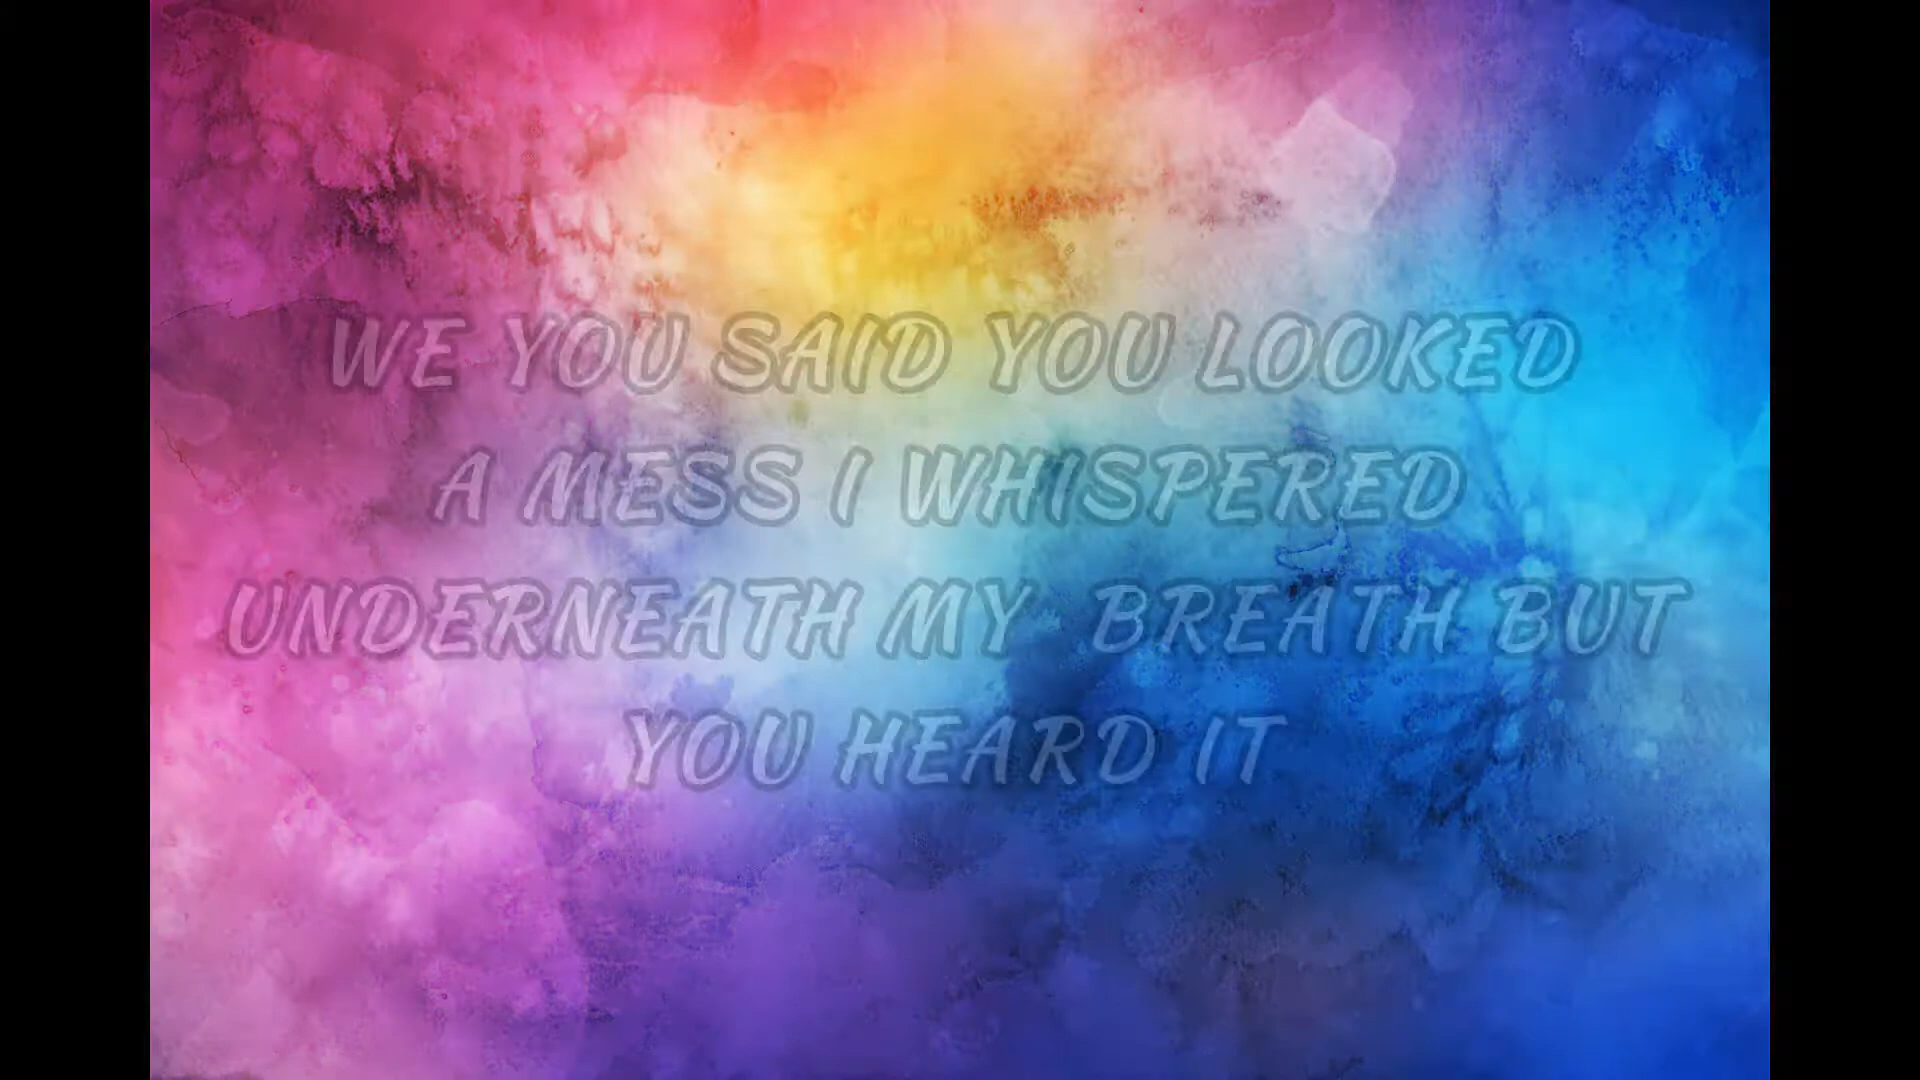 WE YOU SAID YOU LOOKED
A MESS I WHISPERED
UNDERNEATH MY BREATH BUT
YOU HEARD IT